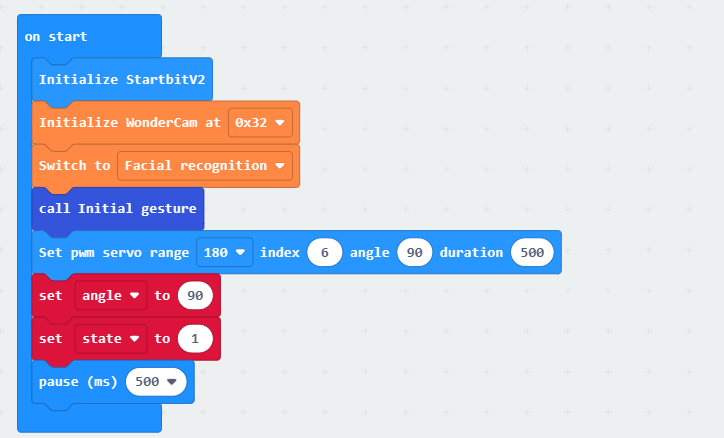 on start
Initialize StartbitV2
Initialize WonderCam at 0x32
Switch to Facial recognition
call Initial gesture
Set pwm servo range 180 index 6 angle 90 duration 500
set angle to 90
set state to 1
pause (ms) 500